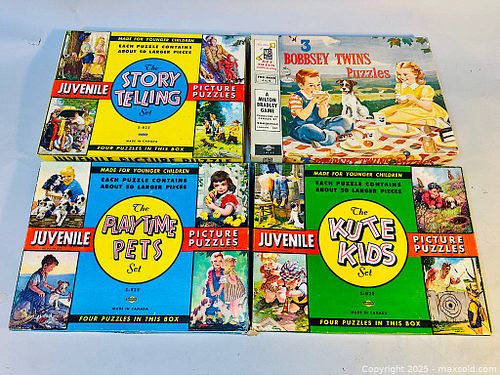 MADE FOR YOUNGER CHILDREN
EACH PUZZLE CONTAINS
ABOUT 50 LARGER PIECES
The
STORY
TELLING
Set
JUVENILE
PICTURE
PUZZLES
S-825
MADE IN CANADA
FOUR PUZZLES IN THIS BOX
3
BOBBSEY TWINS
Puzzles
A
MILTON
BRADLEY
GAME
MADE FOR YOUNGER CHILDREN
EACH PUZZLE CONTAINS
ABOUT 50 LARGER PIECES
The
PLAYTIME
PETS
Set
JUVENILE
PICTURE
PUZZLES
S-825
MADE IN CANADA
FOUR PUZZLES IN THIS BOX
MADE FOR YOUNGER CHILDREN
EACH PUZZLE CONTAINS
ABOUT 50 LARGER PIECES
The
KUTE
KIDS
Set
JUVENILE
PICTURE
PUZZLES
S-825
MADE IN CANADA
FOUR PUZZLES IN THIS BOX
Copyright 2025 - maxsold.com